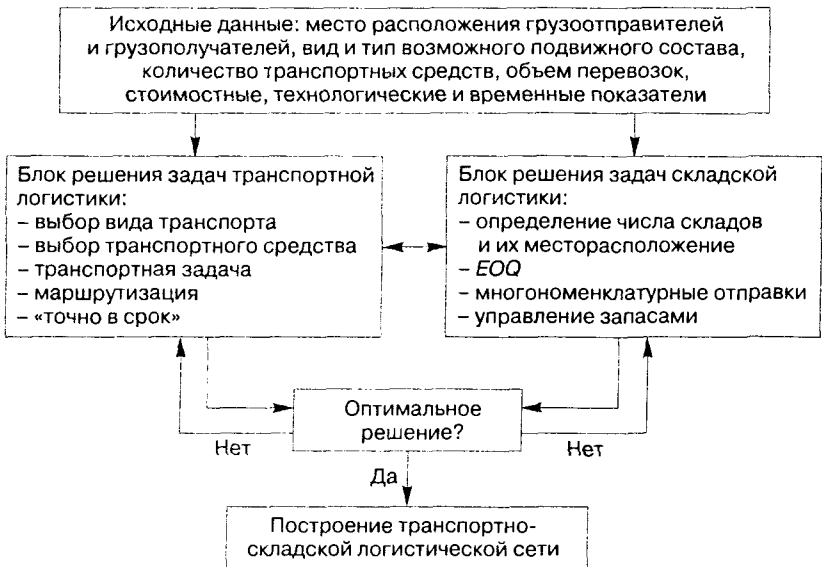 Исходные данные: место расположения грузоотправителей
и грузополучателей, вид и тип возможного подвижного состава,
количество транспортных средств, объем перевозок,
стоимостные, технологические и временные показатели
Блок решения задач транспортной
логистики:
– выбор вида транспорта
– выбор транспортного средства
– транспортная задача
– маршрутизация
– «точно в срок»
Блок решения задач складской
логистики:
– определение числа складов
и их месторасположение
– EOQ
– многономенклатурные отправки
– управление запасами
Оптимальное
решение?
Нет
Нет
Да
Построение транспортно-
складской логистической сети